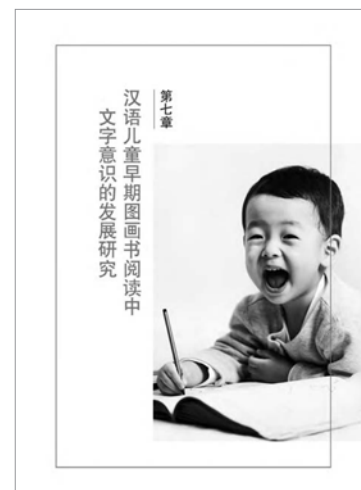 第七章
汉语儿童早期图画书阅读中
文字意识的发展研究